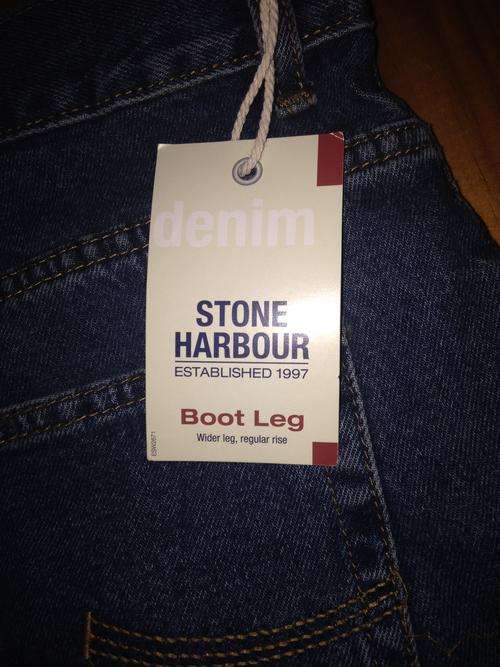 denim
STONE
HARBOUR
ESTABLISHED 1997
Boot Leg
Wider leg, regular rise